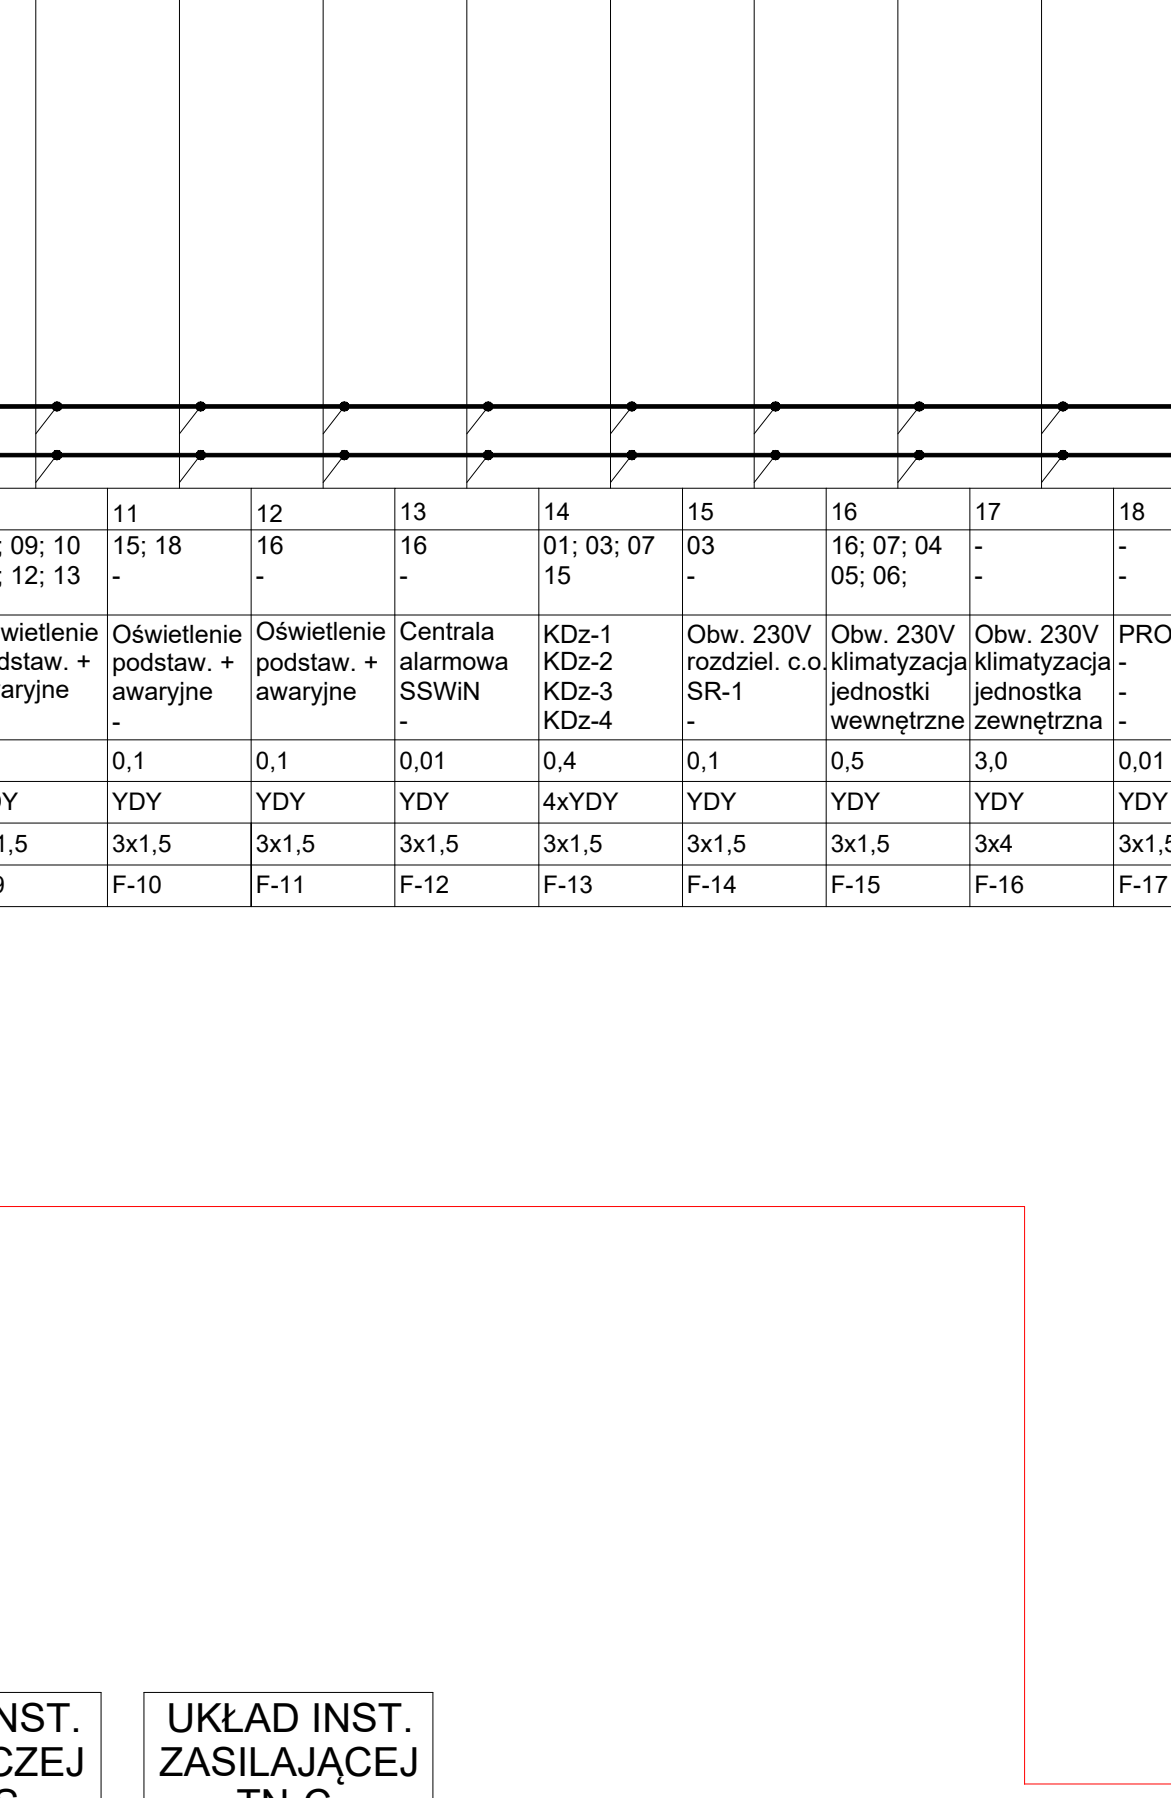 11 12 13 14 15 16 17 18
; 09; 10 15; 18 16 16 01; 03; 07 03 16; 07; 04 - -
; 12; 13 - - - 15 - 05; 06; - -
wietlenie Oświetlenie Oświetlenie Centrala KDz-1 Obw. 230V Obw. 230V Obw. 230V PRO
dstaw. + podstaw. + podstaw. + alarmowa KDz-2 rozdziel. c.o. klimatyzacja klimatyzacja -
aryjne awaryjne awaryjne SSWiN KDz-3 SR-1 jednostki jednostka -
- - KDz-4 - wewnętrzne zewnętrzna -
0,1 0,1 0,01 0,4 0,1 0,5 3,0 0,01
Y YDY YDY YDY 4xYDY YDY YDY YDY YDY
1,5 3x1,5 3x1,5 3x1,5 3x1,5 3x1,5 3x1,5 3x4 3x1,5
9 F-10 F-11 F-12 F-13 F-14 F-15 F-16 F-17
NST. UKŁAD INST.
CZEJ ZASILAJĄCEJ
S TN-C